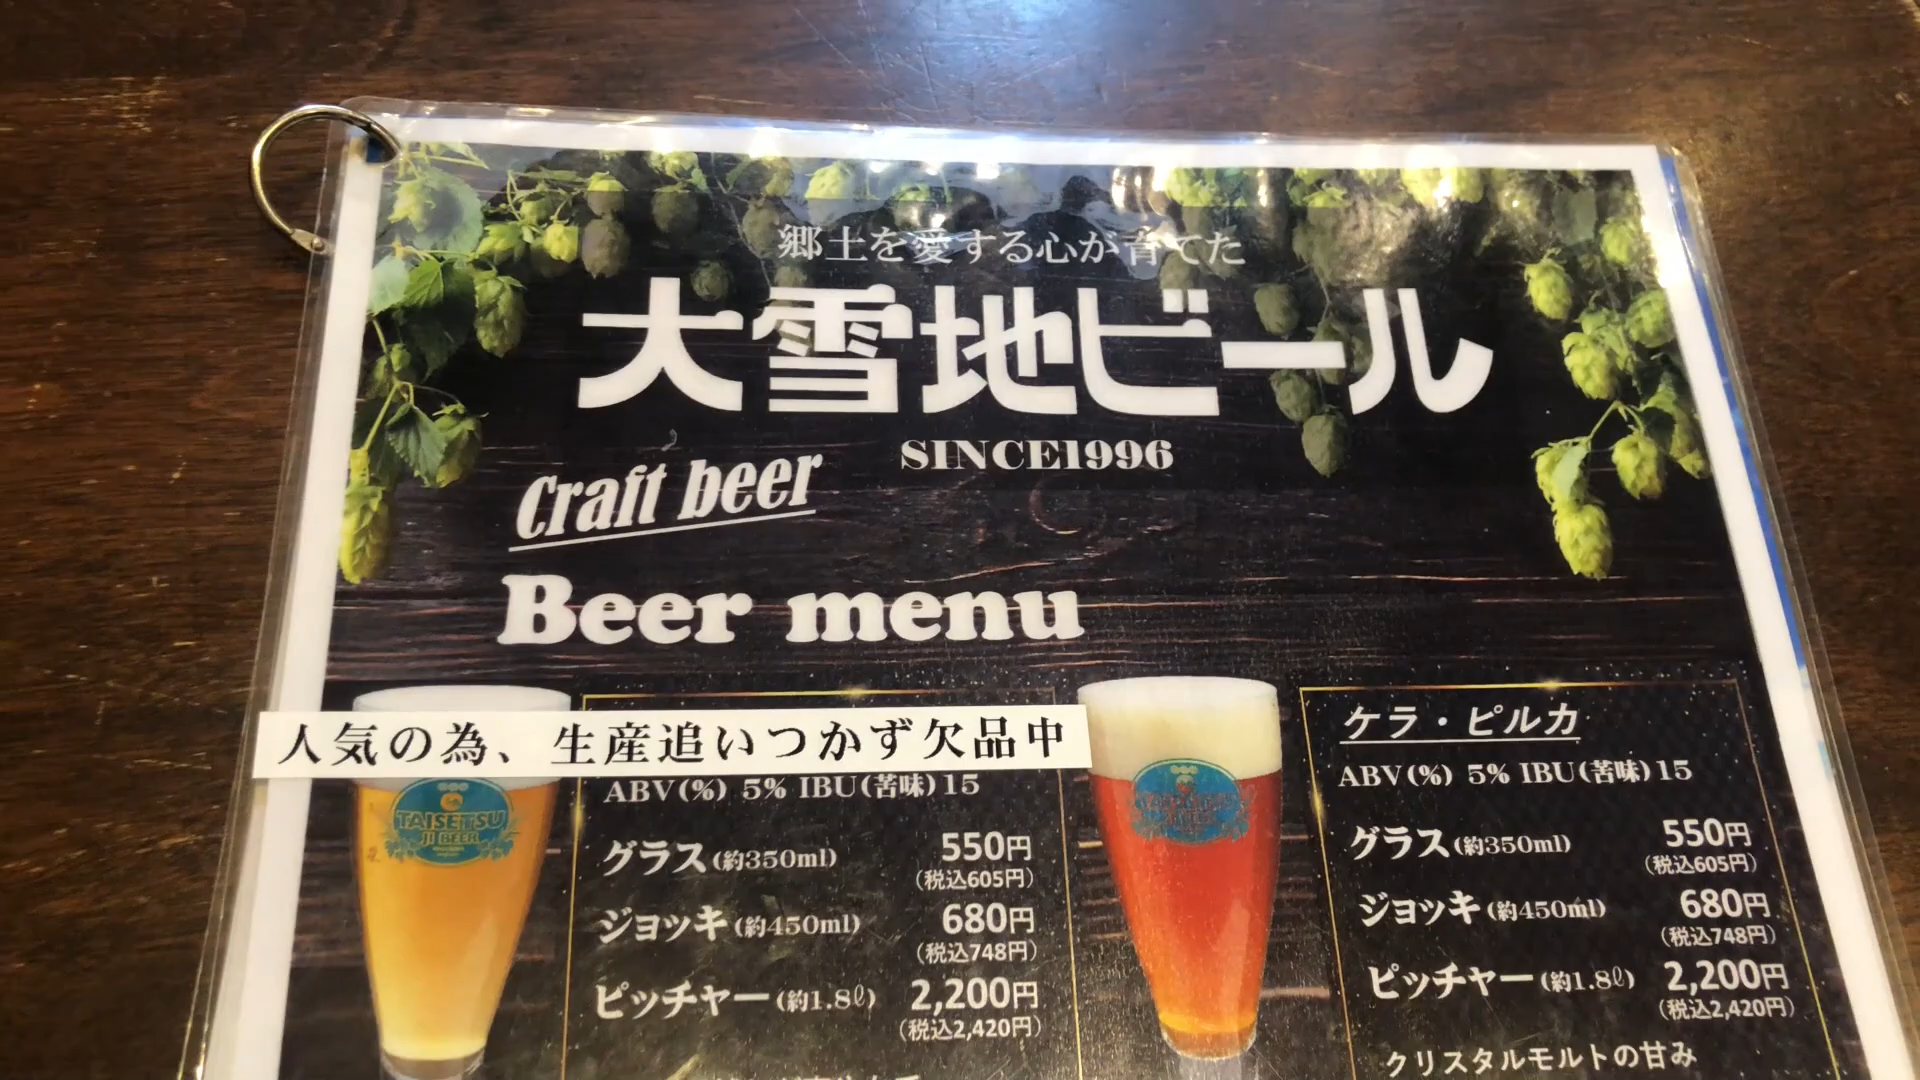 郷土を愛する心が育てた
大雪地ビール
SINCE1996
Craft beer
Beer menu
人気の為、生産追いつかず欠品中
ABV(%) 5% IBU(苦味)15
グラス(約350ml) 550円
(税込605円)
ジョッキ(約450ml) 680円
(税込748円)
ピッチャー(約1.8ℓ) 2,200円
(税込2,420円)
TAISETSU
JI BEER
ケラ・ピルカ
ABV(%) 5% IBU(苦味)15
グラス(約350ml) 550円
(税込605円)
ジョッキ(約450ml) 680円
(税込748円)
ピッチャー(約1.8ℓ) 2,200円
(税込2,420円)
クリスタルモルトの甘み